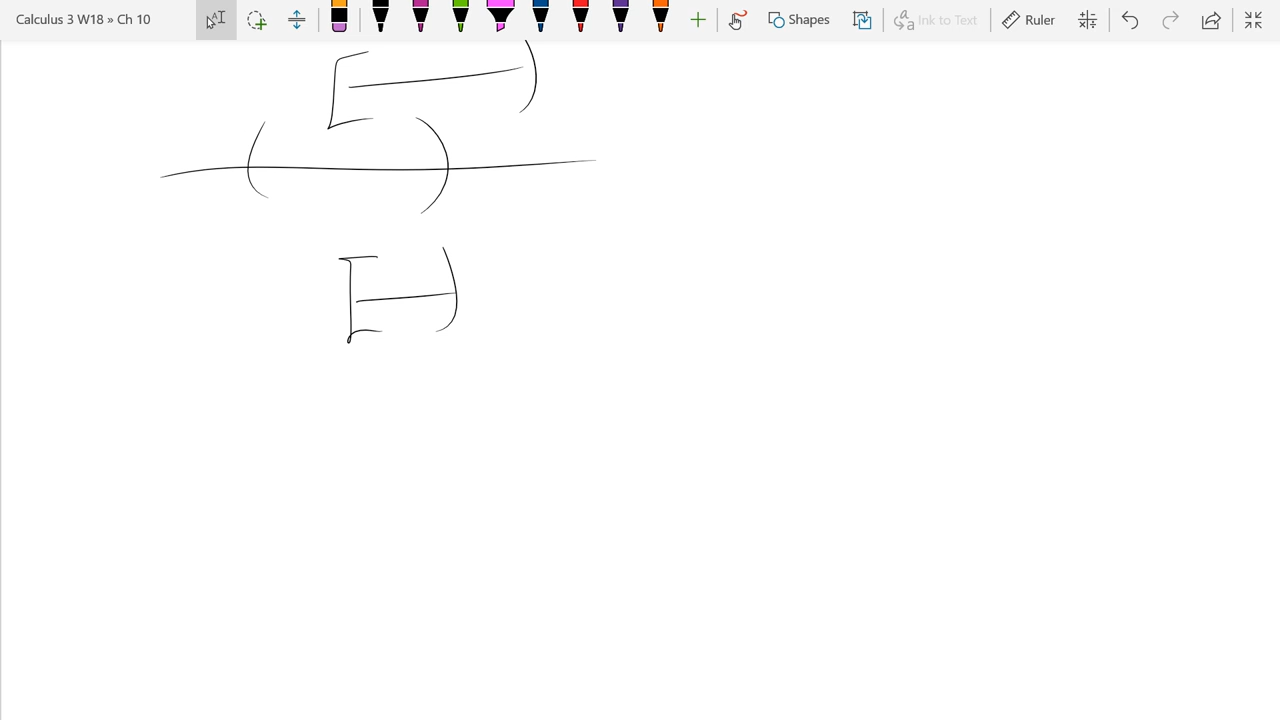 Calculus 3 W18 » Ch 10
Shapes
Ink to Text
Ruler
[ )
( )
[ )